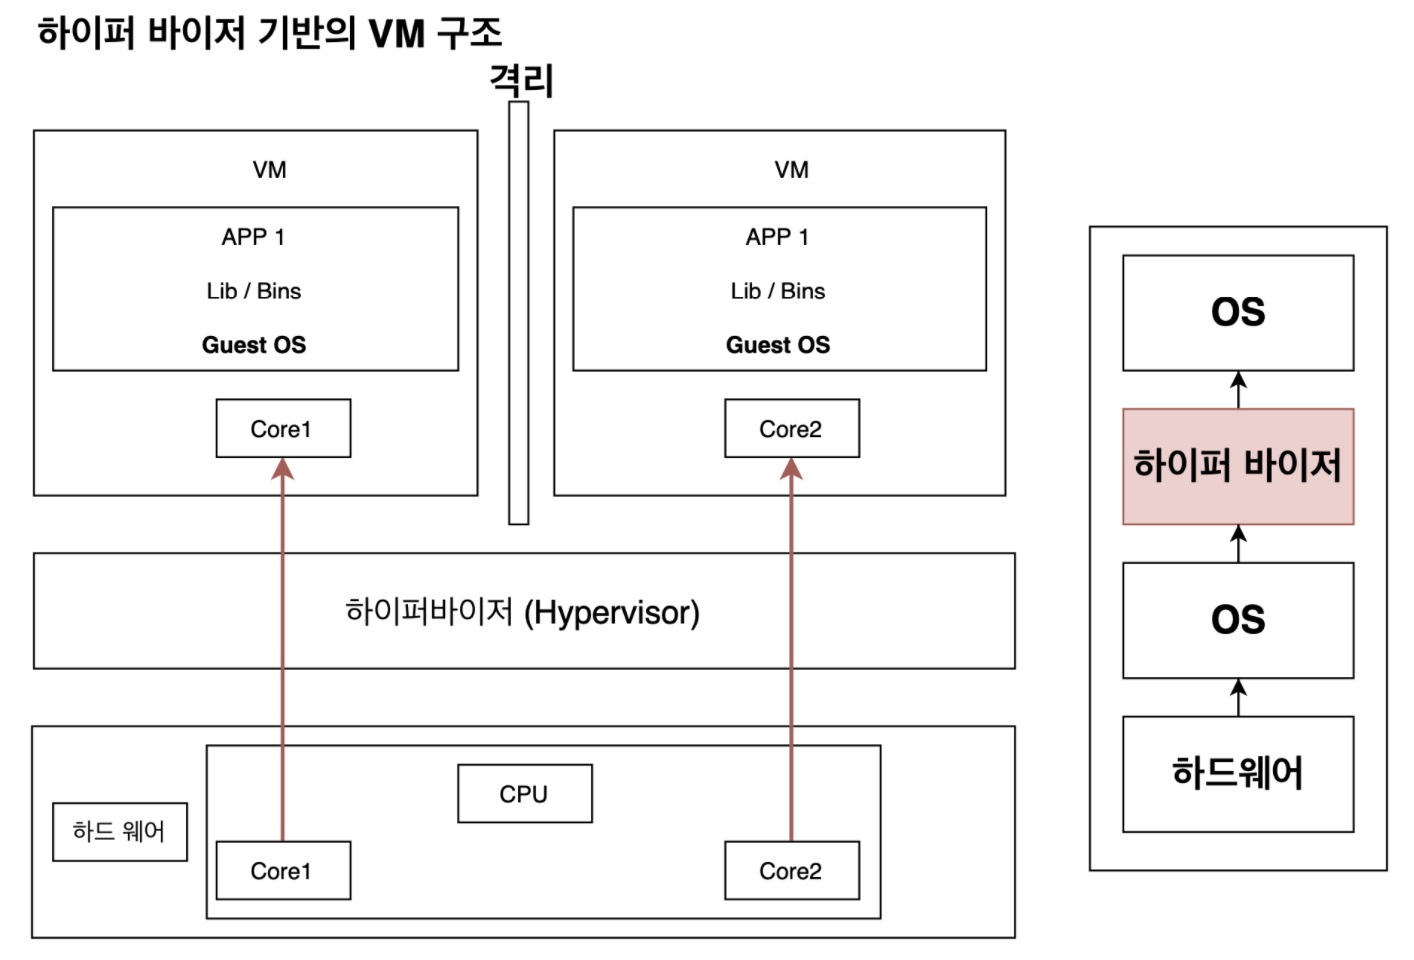 하이퍼 바이저 기반의 VM 구조
격리
VM
APP 1
Lib / Bins
Guest OS
Core1
VM
APP 1
Lib / Bins
Guest OS
Core2
하이퍼바이저 (Hypervisor)
CPU
하드 웨어
Core1
Core2
OS
하이퍼 바이저
OS
하드웨어